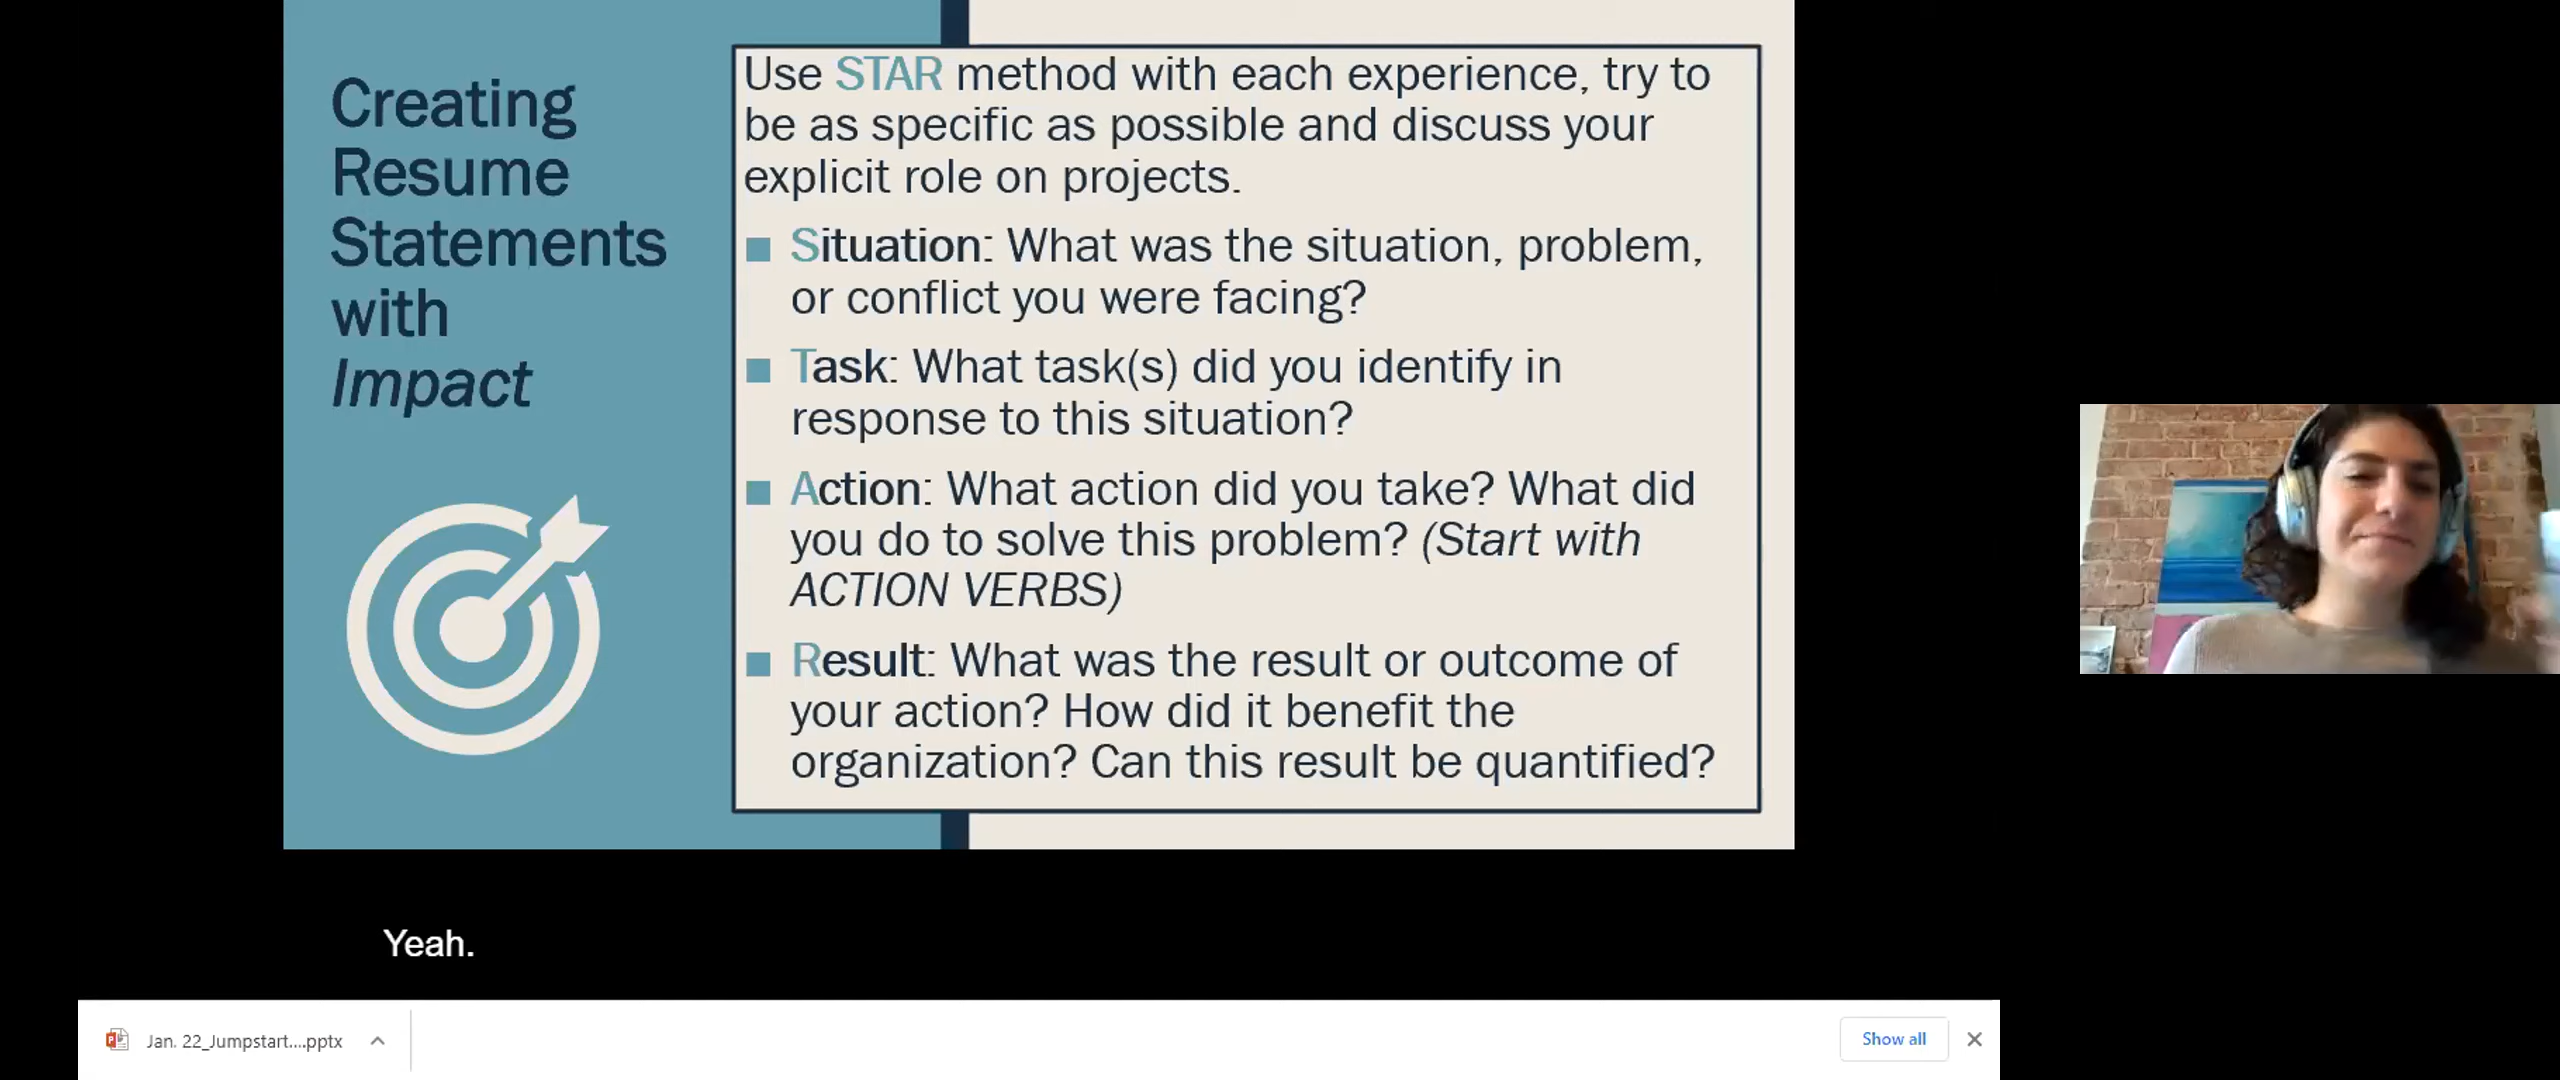 Creating
Resume
Statements
with
Impact
Use STAR method with each experience, try to
be as specific as possible and discuss your
explicit role on projects.
Situation: What was the situation, problem,
or conflict you were facing?
Task: What task(s) did you identify in
response to this situation?
Action: What action did you take? What did
you do to solve this problem? (Start with
ACTION VERBS)
Result: What was the result or outcome of
your action? How did it benefit the
organization? Can this result be quantified?
Yeah.
Jan. 22_Jumpstart....pptx
Show all